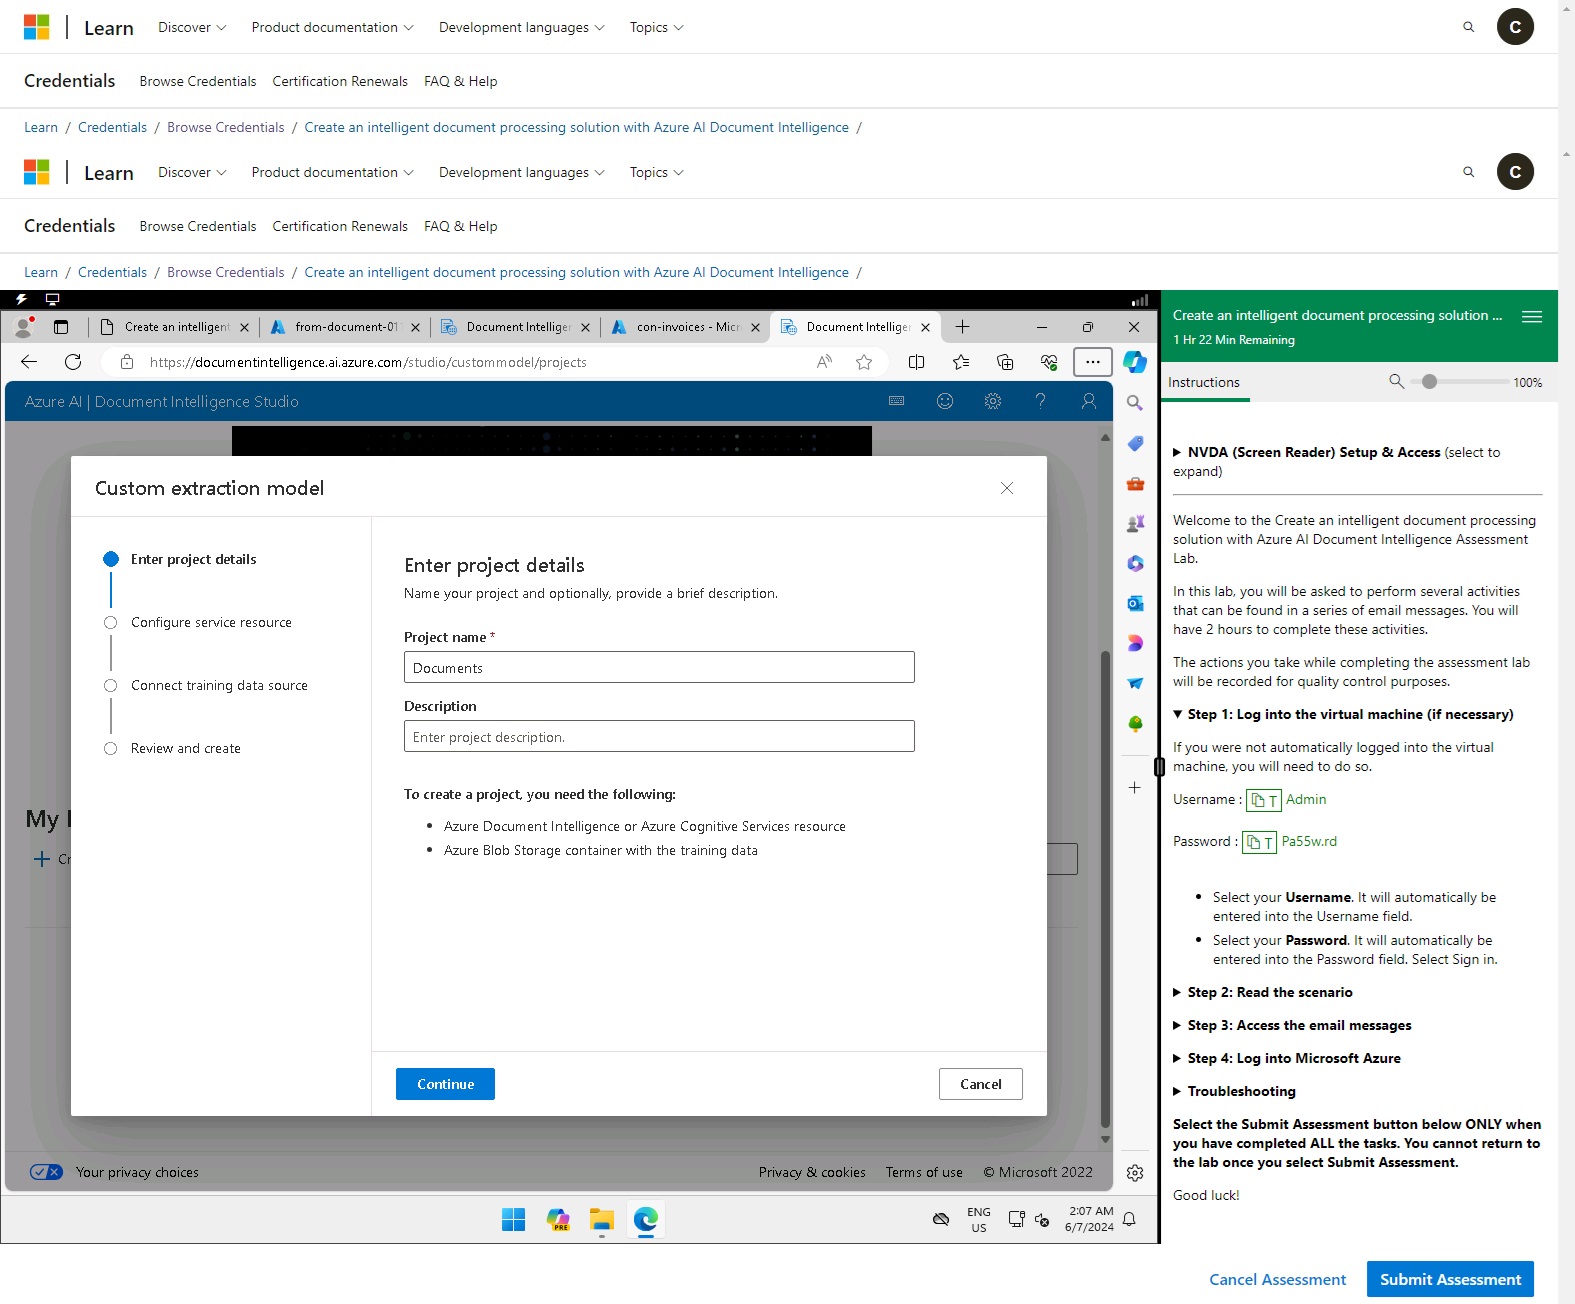 Learn Discover Product documentation Development languages Topics C
Credentials Browse Credentials Certification Renewals FAQ & Help
Learn / Credentials / Browse Credentials / Create an intelligent document processing solution with Azure AI Document Intelligence /
Learn Discover Product documentation Development languages Topics C
Credentials Browse Credentials Certification Renewals FAQ & Help
Learn / Credentials / Browse Credentials / Create an intelligent document processing solution with Azure AI Document Intelligence /
Create an intelligent from-document-01 Document Intelligen con-invoices - Micr Document Intelligen
https://documentintelligence.ai.azure.com/studio/custommodel/projects
Azure AI | Document Intelligence Studio
Custom extraction model
Enter project details
Configure service resource
Connect training data source
Review and create
Enter project details
Name your project and optionally, provide a brief description.
Project name *
Documents
Description
Enter project description.
To create a project, you need the following:
• Azure Document Intelligence or Azure Cognitive Services resource
• Azure Blob Storage container with the training data
Continue Cancel
My
Cr
Your privacy choices Privacy & cookies Terms of use © Microsoft 2022
PRE
ENG
US
2:07 AM
6/7/2024
Create an intelligent document processing solution ...
1 Hr 22 Min Remaining
Instructions 100%
NVDA (Screen Reader) Setup & Access (select to
expand)
Welcome to the Create an intelligent document processing
solution with Azure AI Document Intelligence Assessment
Lab.
In this lab, you will be asked to perform several activities
that can be found in a series of email messages. You will
have 2 hours to complete these activities.
The actions you take while completing the assessment lab
will be recorded for quality control purposes.
Step 1: Log into the virtual machine (if necessary)
If you were not automatically logged into the virtual
machine, you will need to do so.
Username : T Admin
Password : T Pa55w.rd
• Select your Username. It will automatically be
entered into the Username field.
• Select your Password. It will automatically be
entered into the Password field. Select Sign in.
Step 2: Read the scenario
Step 3: Access the email messages
Step 4: Log into Microsoft Azure
Troubleshooting
Select the Submit Assessment button below ONLY when
you have completed ALL the tasks. You cannot return to
the lab once you select Submit Assessment.
Good luck!
Cancel Assessment Submit Assessment